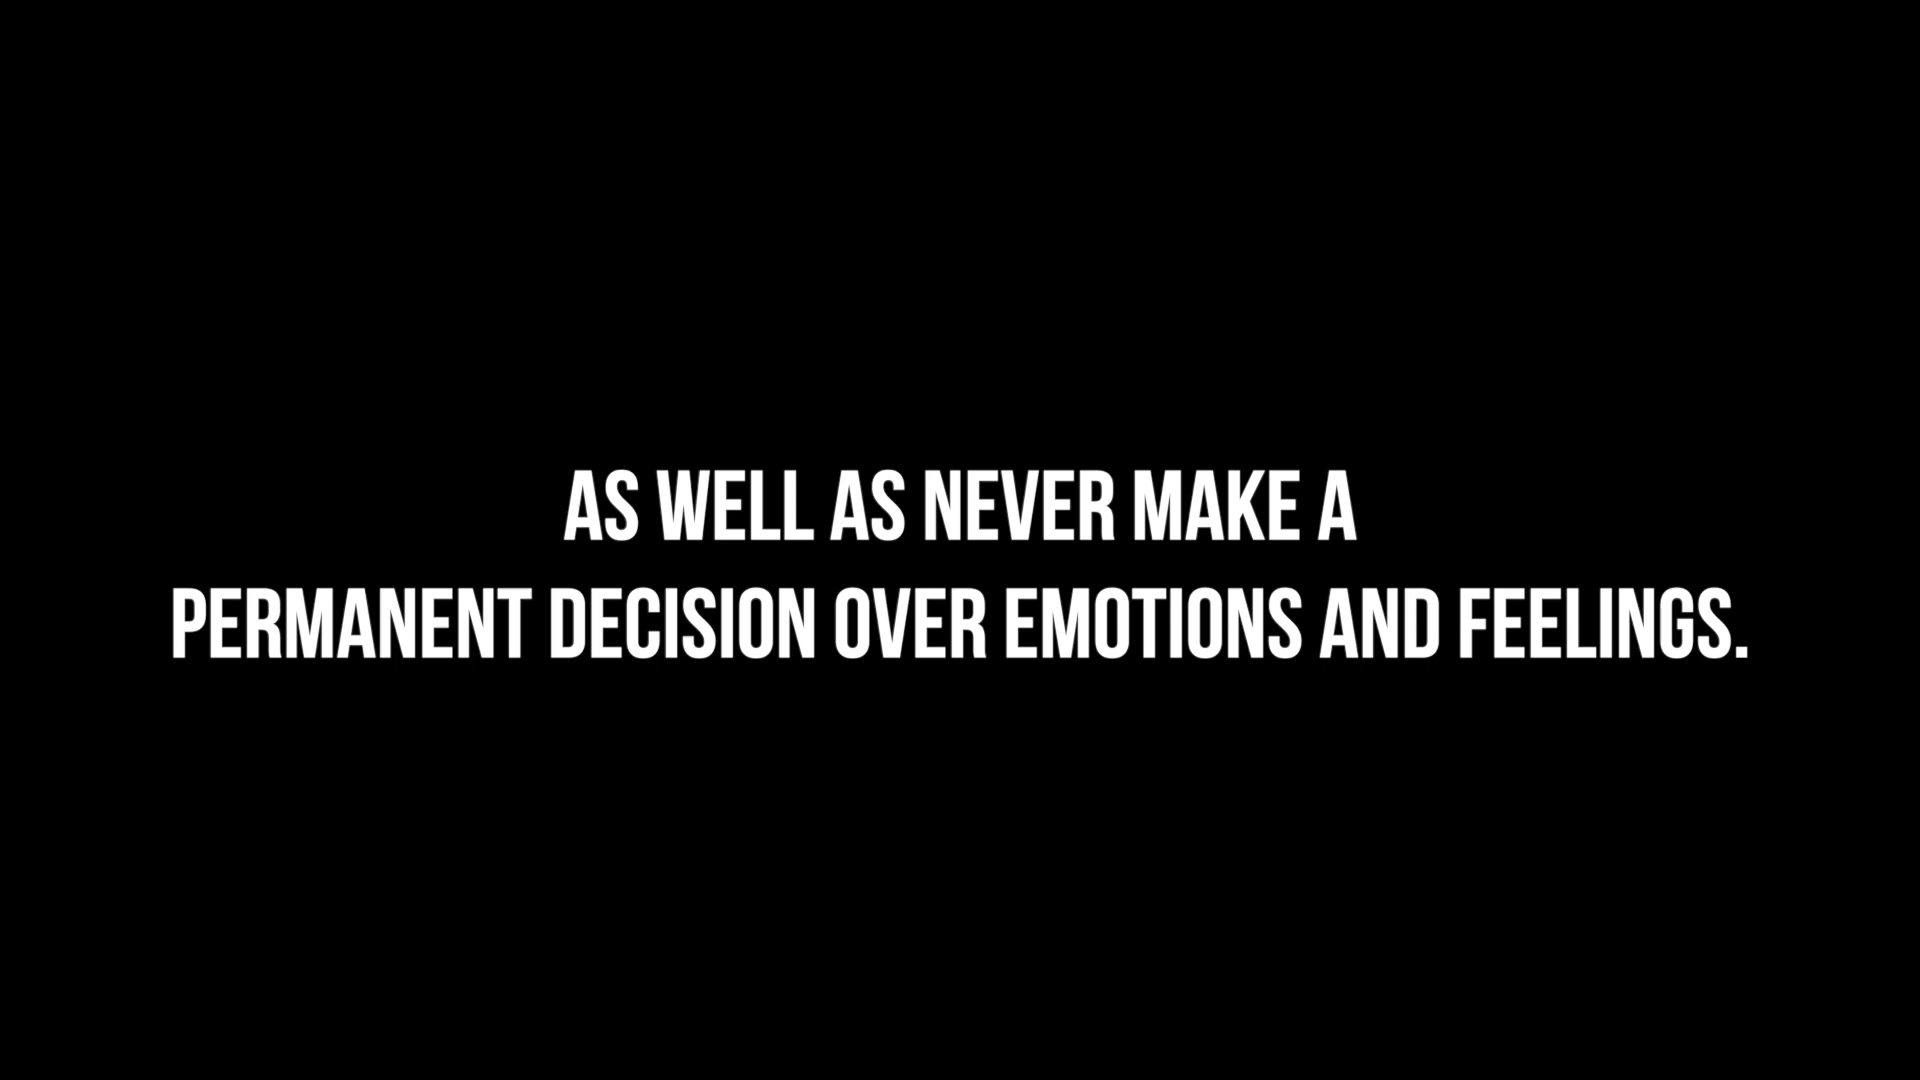 AS WELL AS NEVER MAKE A
PERMANENT DECISION OVER EMOTIONS AND FEELINGS.